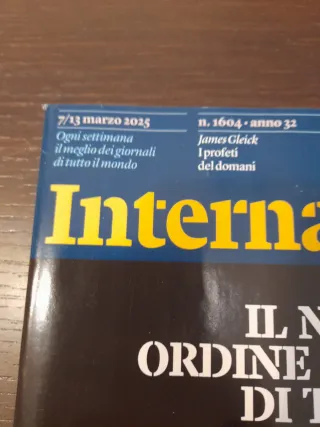 7/13 marzo 2025
n. 1604 • anno 32
Ogni settimana
il meglio dei giornali
di tutto il mondo
James Gleick
I profeti
del domani
Interna
IL N
ORDINE
DI T